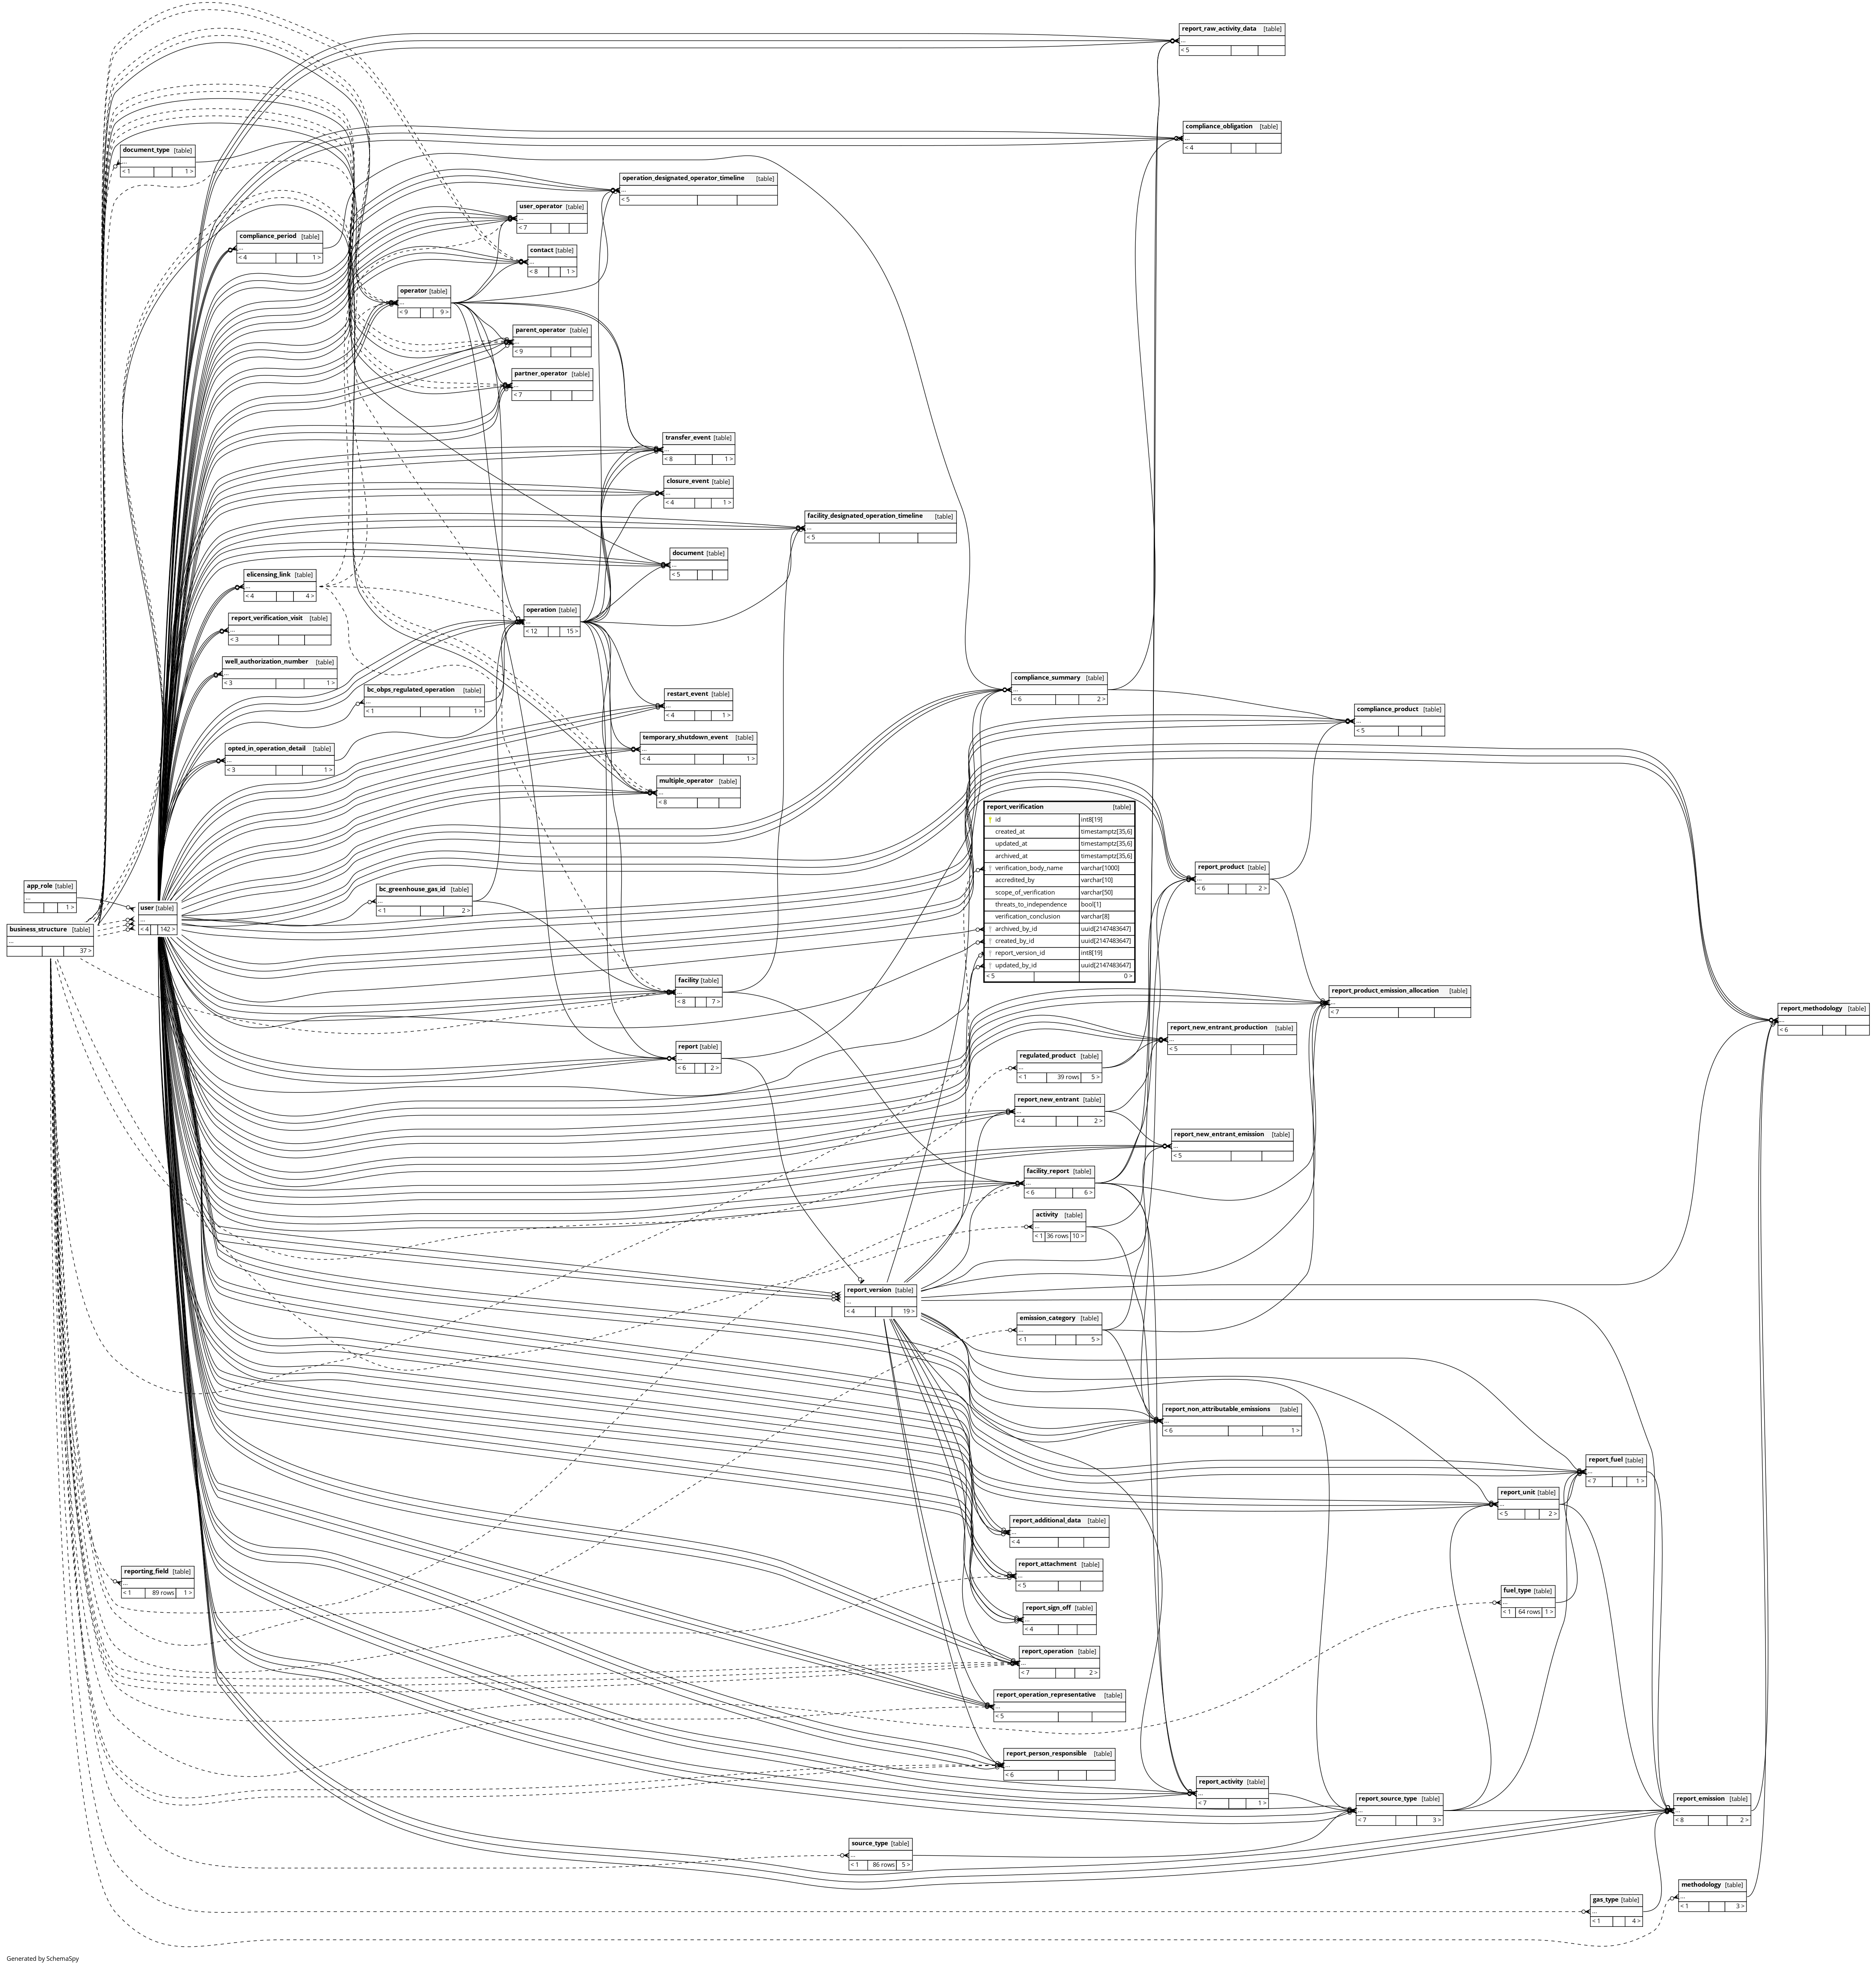 report_raw_activity_data [table]
...
< 5
compliance_obligation [table]
...
< 4
document_type [table]
...
< 1 1 >
operation_designated_operator_timeline [table]
...
< 5
user_operator [table]
...
< 7
compliance_period [table]
...
< 4 1 >
contact [table]
...
< 8 1 >
operator [table]
...
< 9 9 >
parent_operator [table]
...
< 9
partner_operator [table]
...
< 7
transfer_event [table]
...
< 8 1 >
closure_event [table]
...
< 4 1 >
facility_designated_operation_timeline [table]
...
< 5
document [table]
...
< 5
elicensing_link [table]
...
< 4 4 >
operation [table]
...
< 12 15 >
report_verification_visit [table]
...
< 3
well_authorization_number [table]
...
< 3 1 >
compliance_summary [table]
...
< 6 2 >
bc_obps_regulated_operation [table]
...
< 1 1 >
restart_event [table]
...
< 4 1 >
compliance_product [table]
...
< 5
temporary_shutdown_event [table]
...
< 4 1 >
opted_in_operation_detail [table]
...
< 3 1 >
multiple_operator [table]
...
< 8
report_verification [table]
id int8[19]
created_at timestamptz[35,6]
updated_at timestamptz[35,6]
archived_at timestamptz[35,6]
verification_body_name varchar[1000]
accredited_by varchar[10]
scope_of_verification varchar[50]
threats_to_independence bool[1]
verification_conclusion varchar[8]
archived_by_id uuid[2147483647]
created_by_id uuid[2147483647]
report_version_id int8[19]
updated_by_id uuid[2147483647]
< 5 0 >
report_product [table]
...
< 6 2 >
app_role [table]
...
1 >
bc_greenhouse_gas_id [table]
...
< 1 2 >
user [table]
...
< 4 142 >
business_structure [table]
...
37 >
facility [table]
...
< 8 7 >
report_product_emission_allocation [table]
...
< 7
report_methodology [table]
...
< 6
report_new_entrant_production [table]
...
< 5
report [table]
...
< 6 2 >
regulated_product [table]
...
< 1 39 rows 5 >
report_new_entrant [table]
...
< 4 2 >
report_new_entrant_emission [table]
...
< 5
facility_report [table]
...
< 6 6 >
activity [table]
...
< 1 36 rows 10 >
report_version [table]
...
< 4 19 >
emission_category [table]
...
< 1 5 >
report_non_attributable_emissions [table]
...
< 6 1 >
report_fuel [table]
...
< 7 1 >
report_unit [table]
...
< 5 2 >
report_additional_data [table]
...
< 4
report_attachment [table]
...
< 5
reporting_field [table]
...
< 1 89 rows 1 >
fuel_type [table]
...
< 1 64 rows 1 >
report_sign_off [table]
...
< 4
report_operation [table]
...
< 7 2 >
report_operation_representative [table]
...
< 5
report_person_responsible [table]
...
< 6
report_activity [table]
...
< 7 1 >
report_source_type [table]
...
< 7 3 >
report_emission [table]
...
< 8 2 >
source_type [table]
...
< 1 86 rows 5 >
methodology [table]
...
< 1 3 >
gas_type [table]
...
< 1 4 >
Generated by SchemaSpy